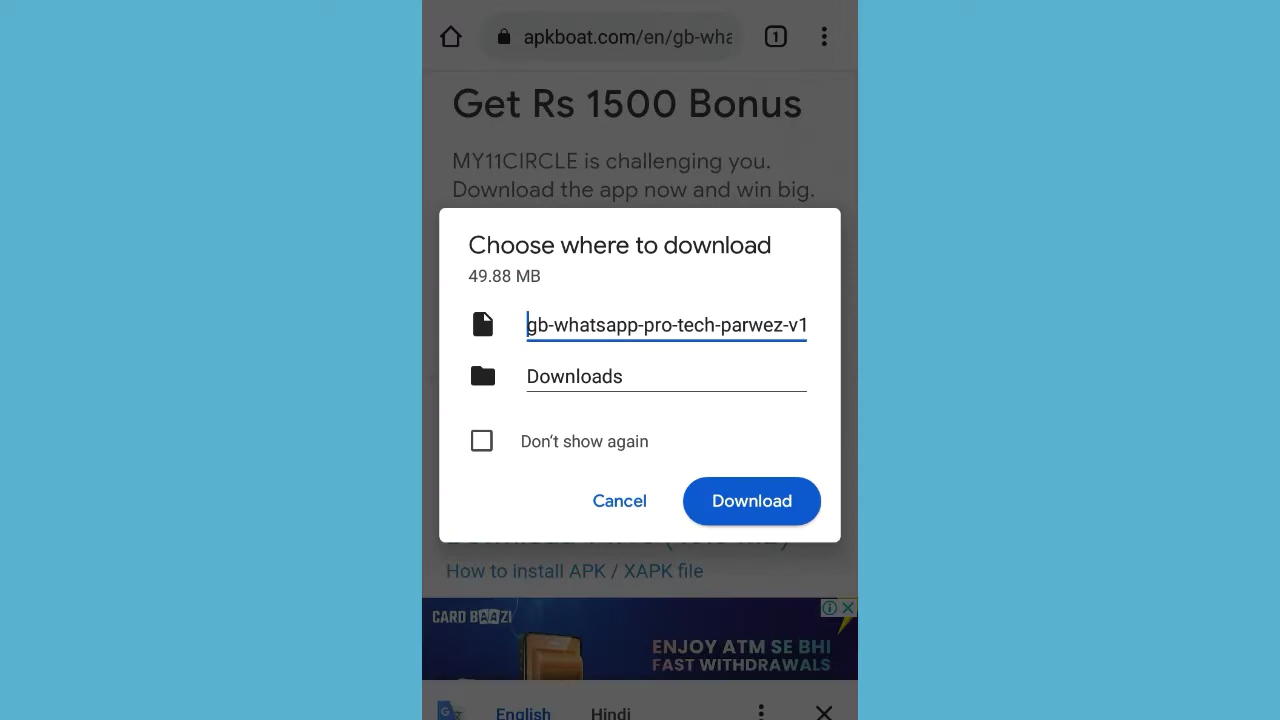 apkboat.com/en/gb-wha
1
Get Rs 1500 Bonus
MY11CIRCLE is challenging you.
Download the app now and win big.
Choose where to download
49.88 MB
gb-whatsapp-pro-tech-parwez-v1
Downloads
Don't show again
Cancel
Download
How to install APK / XAPK file
CARD BAAZI
ENJOY ATM SE BHI
FAST WITHDRAWALS
English
Hindi